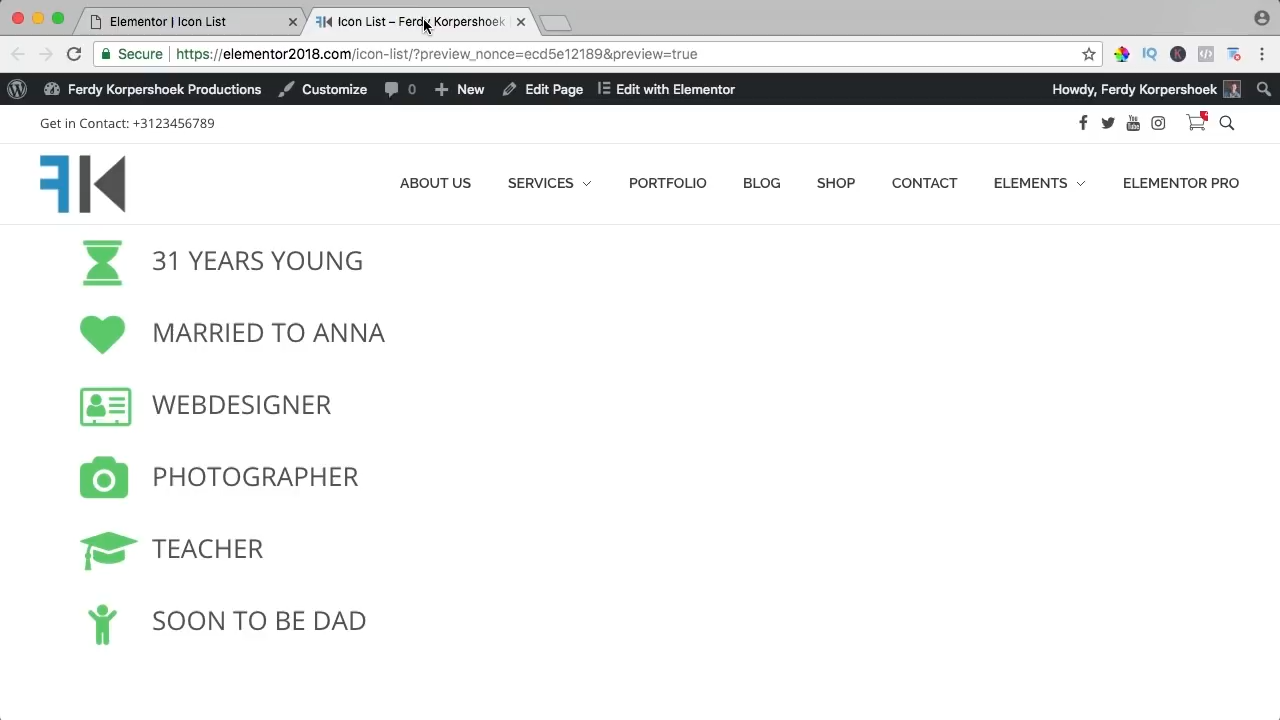 Elementor | Icon List
Icon List – Ferdy Korpershoek
Secure
https://elementor2018.com/icon-list/?preview_nonce=ecd5e12189&preview=true
Ferdy Korpershoek Productions
Customize
0
New
Edit Page
Edit with Elementor
Howdy, Ferdy Korpershoek
Get in Contact: +3123456789
You Tube
FK
ABOUT US
SERVICES
PORTFOLIO
BLOG
SHOP
CONTACT
ELEMENTS
ELEMENTOR PRO
31 YEARS YOUNG
MARRIED TO ANNA
WEBDESIGNER
PHOTOGRAPHER
TEACHER
SOON TO BE DAD